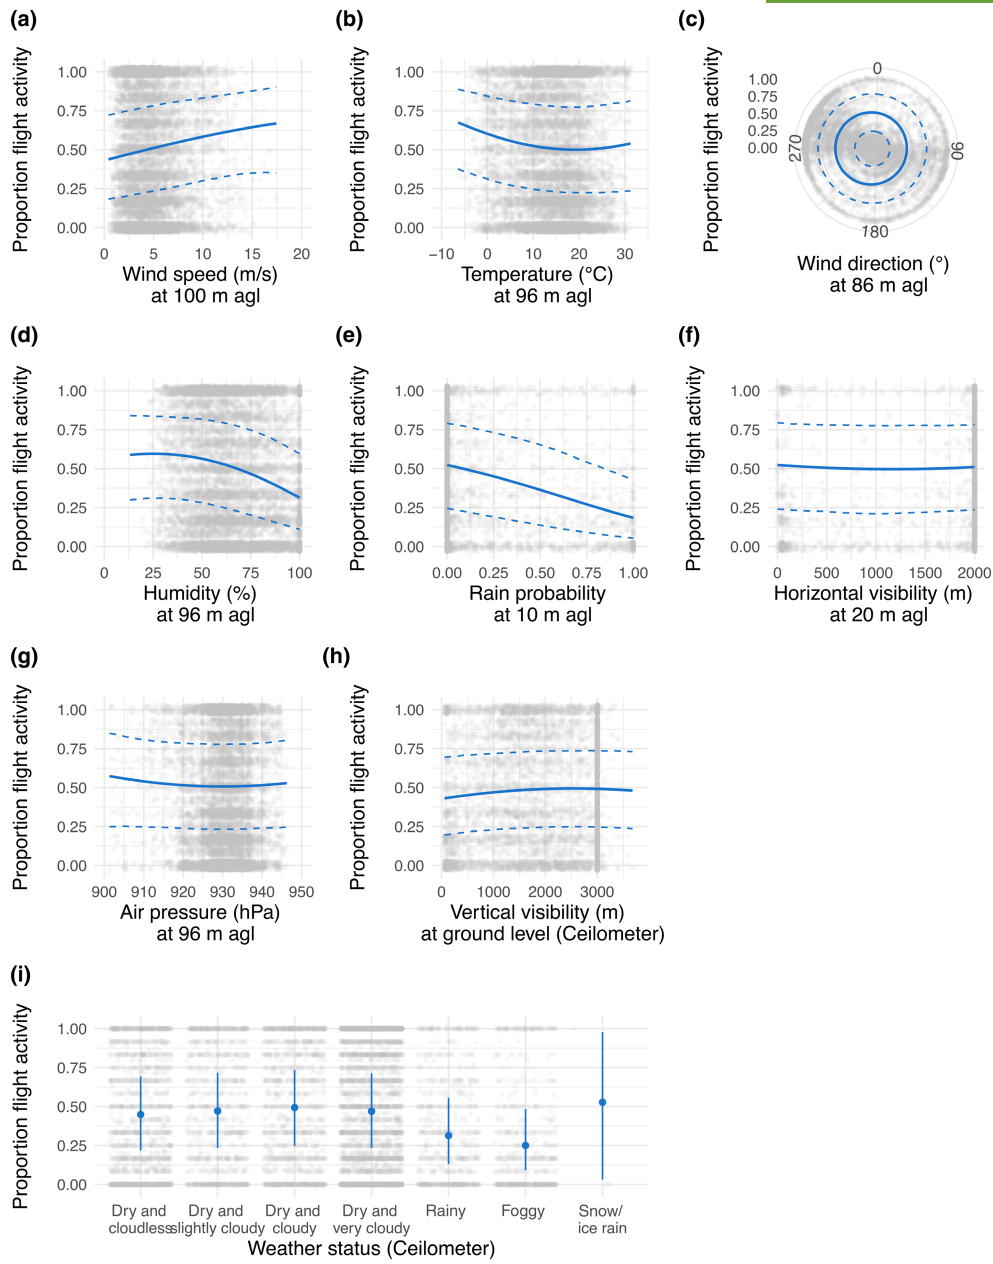 (a)
Proportion flight activity
1.00
0.75
0.50
0.25
0.00
0 5 10 15 20
Wind speed (m/s)
at 100 m agl
(b)
Proportion flight activity
1.00
0.75
0.50
0.25
0.00
−10 0 10 20 30
Temperature (°C)
at 96 m agl
(c)
Proportion flight activity
1.00
0.75
0.50
0.25
0.00
0
90
180
270
Wind direction (°)
at 86 m agl
(d)
Proportion flight activity
1.00
0.75
0.50
0.25
0.00
0 25 50 75 100
Humidity (%)
at 96 m agl
(e)
Proportion flight activity
1.00
0.75
0.50
0.25
0.00
0.00 0.25 0.50 0.75 1.00
Rain probability
at 10 m agl
(f)
Proportion flight activity
1.00
0.75
0.50
0.25
0.00
0 500 1000 1500 2000
Horizontal visibility (m)
at 20 m agl
(g)
Proportion flight activity
1.00
0.75
0.50
0.25
0.00
900 910 920 930 940 950
Air pressure (hPa)
at 96 m agl
(h)
Proportion flight activity
1.00
0.75
0.50
0.25
0.00
0 1000 2000 3000
Vertical visibility (m)
at ground level (Ceilometer)
(i)
Proportion flight activity
1.00
0.75
0.50
0.25
0.00
Dry and Dry and Dry and Dry and Rainy Foggy Snow/
cloudless slightly cloudy cloudy very cloudy ice rain
Weather status (Ceilometer)